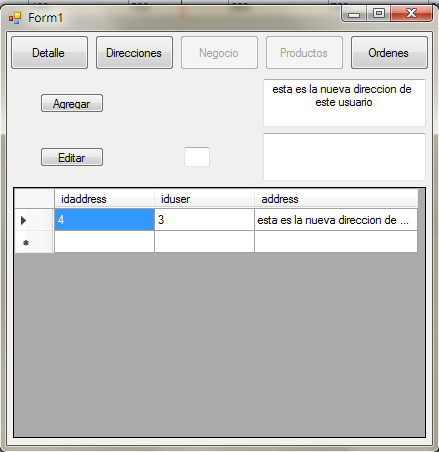 Form1
Detalle Direcciones Negocio Productos Ordenes
Agregar
esta es la nueva direccion de
este usuario
Editar
idaddress iduser address
4 3 esta es la nueva direccion de ...